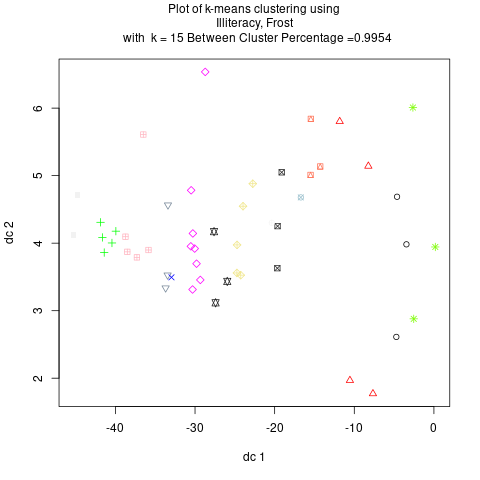 Plot of k-means clustering using
Illiteracy, Frost
with  k = 15 Between Cluster Percentage =0.9954
6
5
4
3
2
dc 2
-40
-30
-20
-10
0
dc 1